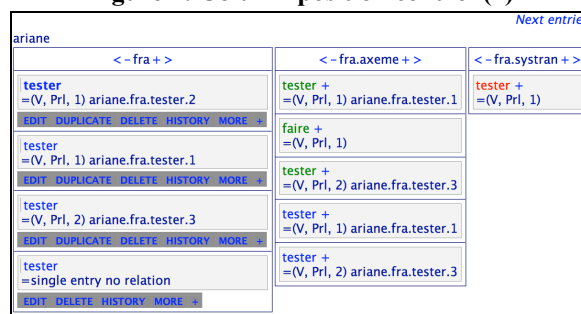 Next entrie
ariane
< – fra + >
tester
=(V, Prl, 1) ariane.fra.tester.2
EDIT DUPLICATE DELETE HISTORY MORE +
tester
=(V, Prl, 1) ariane.fra.tester.1
EDIT DUPLICATE DELETE HISTORY MORE +
tester
=(V, Prl, 2) ariane.fra.tester.3
EDIT DUPLICATE DELETE HISTORY MORE +
tester
=single entry no relation
EDIT DELETE HISTORY MORE +
< – fra.axeme + >
tester +
=(V, Prl, 1) ariane.fra.tester.1
faire +
=(V, Prl, 1)
tester +
=(V, Prl, 2) ariane.fra.tester.3
tester +
=(V, Prl, 1) ariane.fra.tester.1
tester +
=(V, Prl, 2) ariane.fra.tester.3
< – fra.systran + >
tester +
=(V, Prl, 1)